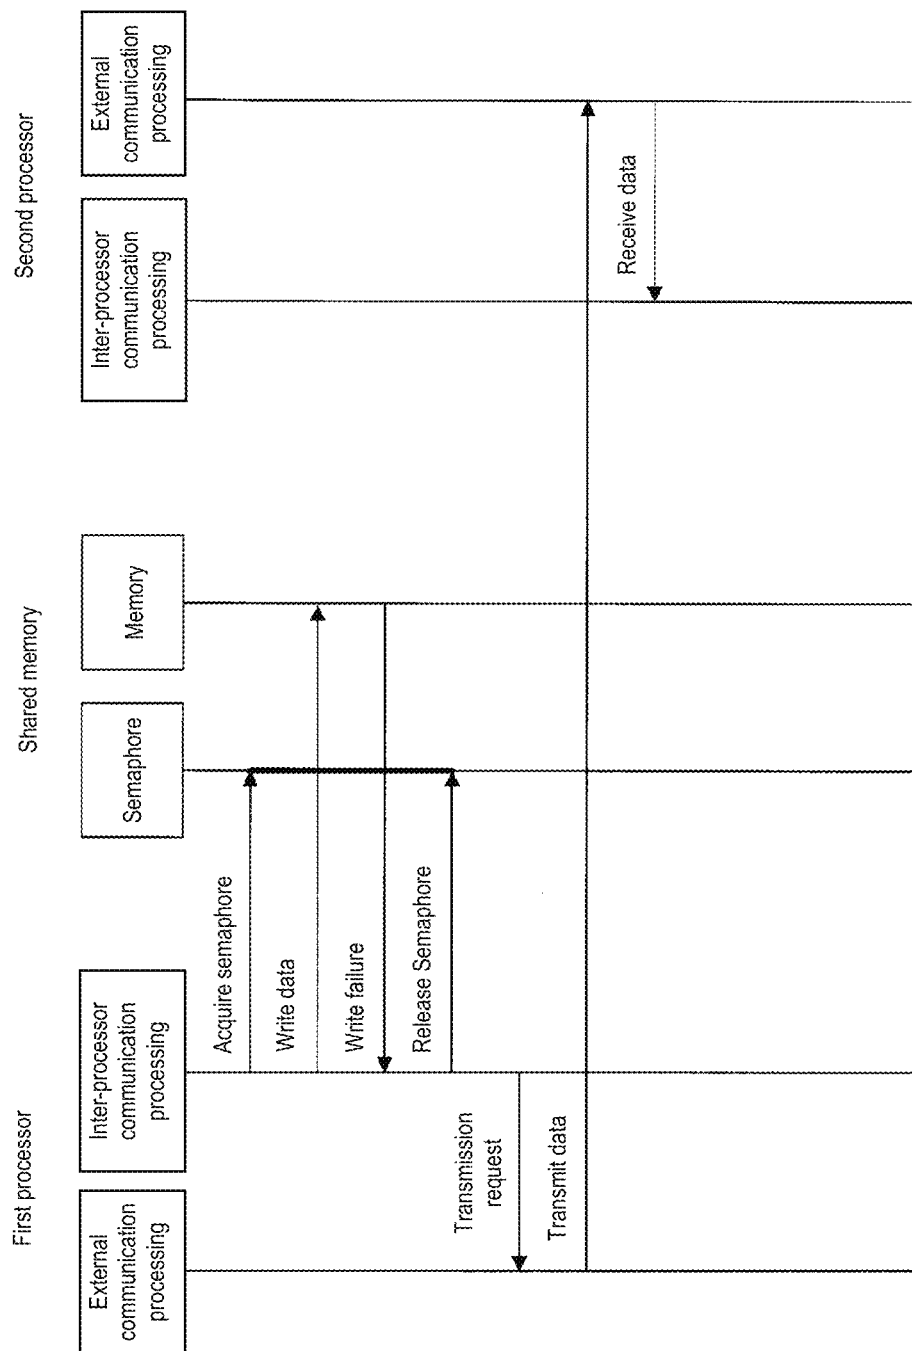 First processor
Shared memory
Second processor
External
communication
processing
Inter-processor
communication
processing
Semaphore
Memory
Inter-processor
communication
processing
External
communication
processing
Acquire semaphore
Write data
Write failure
Release Semaphore
Transmission
request
Transmit data
Receive data